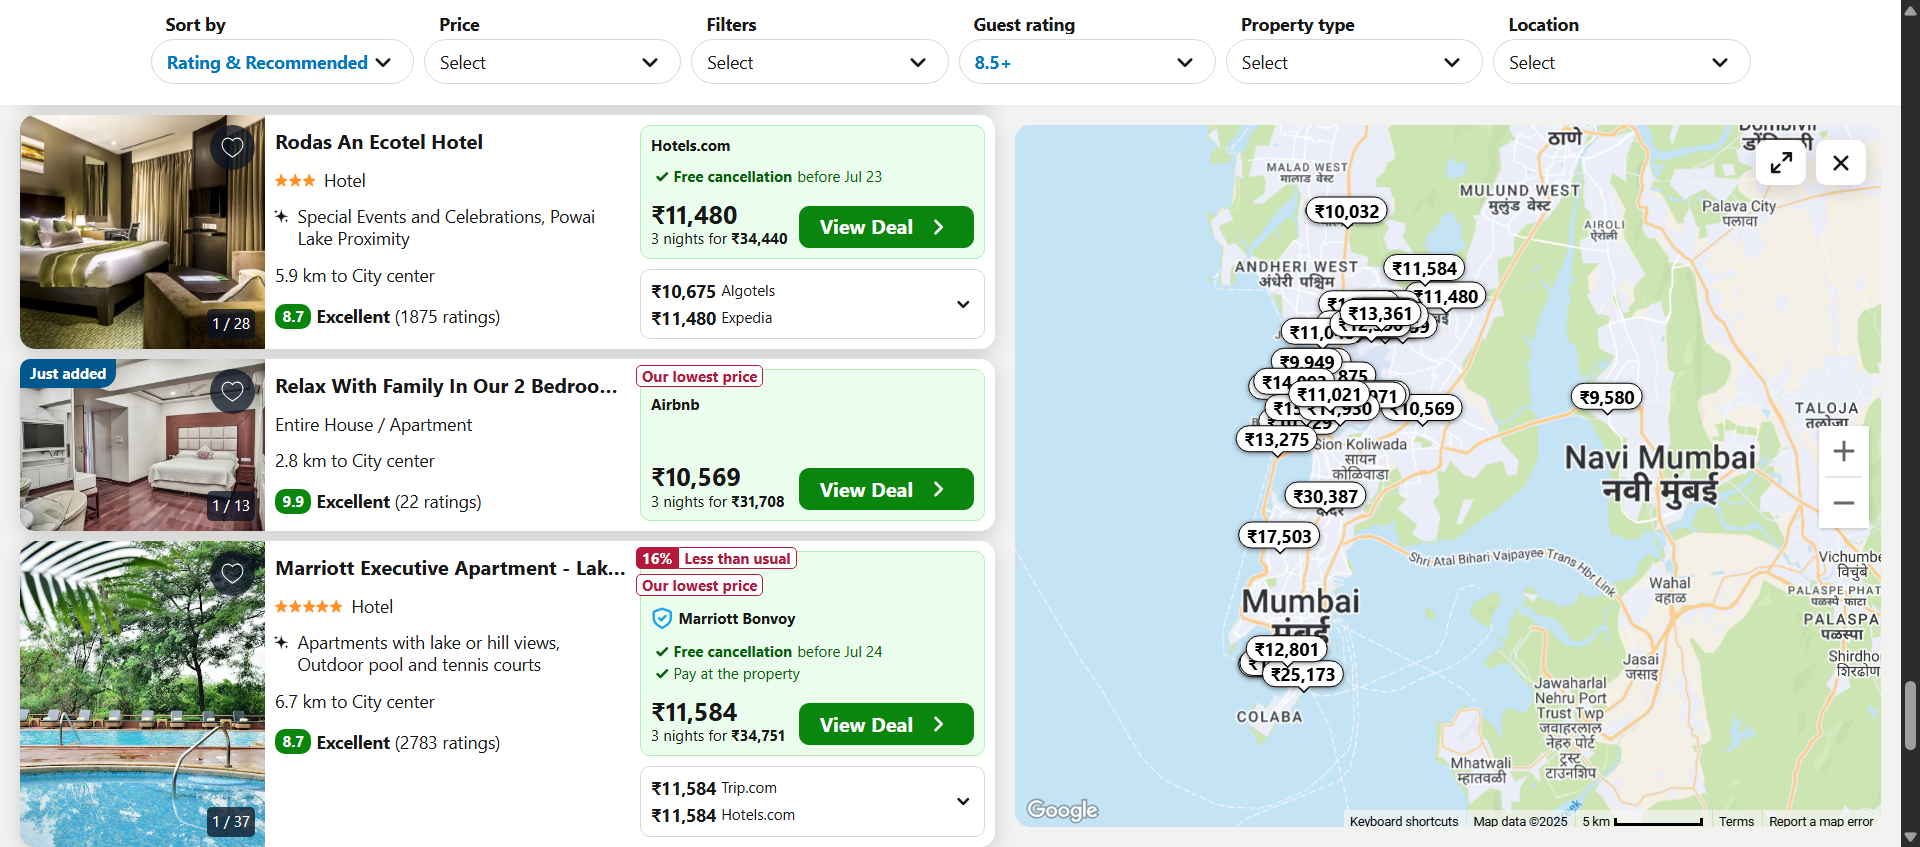 Sort by
Price
Filters
Guest rating
Property type
Location
Rating & Recommended
Select
Select
8.5+
Select
Select
Rodas An Ecotel Hotel
Hotel
Special Events and Celebrations, Powai
Lake Proximity
5.9 km to City center
8.7 Excellent (1875 ratings)
1 / 28
Hotels.com
Free cancellation before Jul 23
₹11,480
3 nights for ₹34,440
View Deal
₹10,675 Algotels
₹11,480 Expedia
Just added
Relax With Family In Our 2 Bedroo...
Entire House / Apartment
2.8 km to City center
9.9 Excellent (22 ratings)
1 / 13
Our lowest price
Airbnb
₹10,569
3 nights for ₹31,708
View Deal
Marriott Executive Apartment - Lak...
Hotel
Apartments with lake or hill views,
Outdoor pool and tennis courts
6.7 km to City center
8.7 Excellent (2783 ratings)
1 / 37
16% Less than usual
Our lowest price
Marriott Bonvoy
Free cancellation before Jul 24
Pay at the property
₹11,584
3 nights for ₹34,751
View Deal
₹11,584 Trip.com
₹11,584 Hotels.com
ठाणे
MALAD WEST
मालाड वेस्ट
MULUND WEST
मुलुंड वेस्ट
Palava City
पलावा
₹10,032
AIROLI
ऐरोली
ANDHERI WEST
अंधेरी पश्चिम
₹11,584
₹11,480
₹13,361
₹9,949
₹11,021
₹10,569
₹9,580
TALOJA
तळोजा
₹13,275
Sion Koliwada
सायन
कोळिवाडा
Navi Mumbai
नवी मुंबई
₹30,387
₹17,503
Shri Atal Bihari Vajpayee Trans Hbr Link
Vichumbe
विचुंबे
Wahal
वहाळ
PALASPE PHAT
पळस्पे फाटा
PALASPA
पळस्पा
Mumbai
मुंबई
₹12,801
₹25,173
Jasai
जसाई
Shirdho
शिरढोण
COLABA
Jawaharlal
Nehru Port
Trust Twp
जवाहरलाल
नेहरू पोर्ट
ट्रस्ट
टाउनशिप
Mhatwali
म्हातवळी
Google
Keyboard shortcuts
Map data ©2025
5 km
Terms
Report a map error